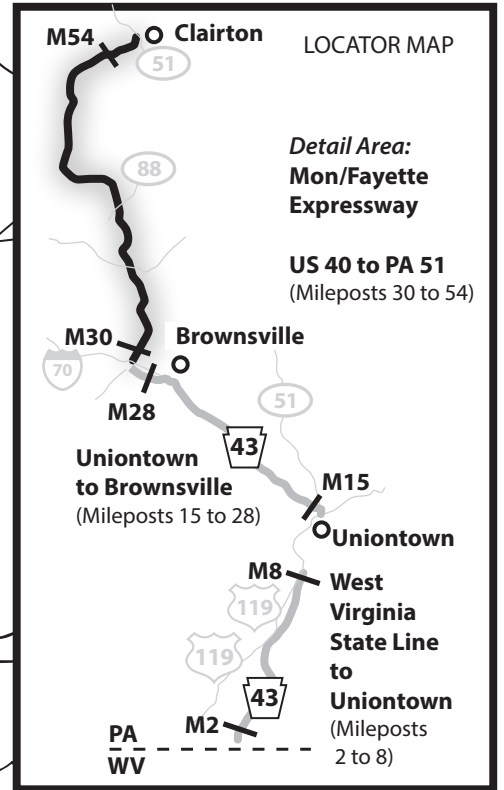 M54
Clairton
51
LOCATOR MAP
88
Detail Area:
Mon/Fayette
Expressway
US 40 to PA 51
(Mileposts 30 to 54)
M30
Brownsville
70
M28
51
43
Uniontown
to Brownsville
(Mileposts 15 to 28)
M15
Uniontown
M8
West
Virginia
State Line
to
Uniontown
(Mileposts
2 to 8)
119
119
43
M2
PA
WV